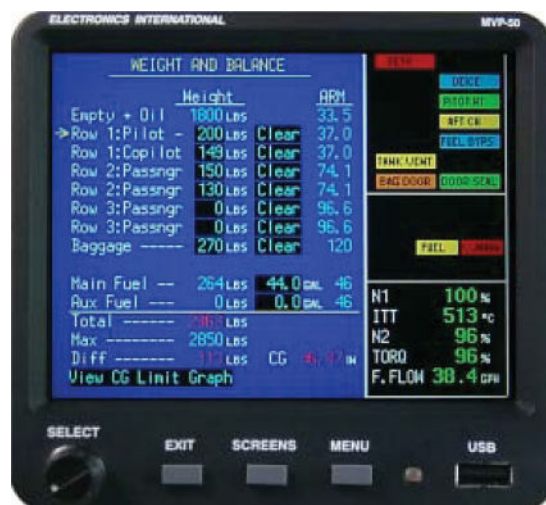 ELECTRONICS INTERNATIONAL MVP-50
WEIGHT AND BALANCE
Weight ARM
Empty + Oil 1800 LBS 33.5
Row 1:Pilot - 200 LBS Clear 37.0
Row 1:Copilot 149 LBS Clear 37.0
Row 2:Passngr 150 LBS Clear 74.1
Row 2:Passngr 130 LBS Clear 74.1
Row 3:Passngr 0 LBS Clear 96.6
Row 3:Passngr 0 LBS Clear 96.6
Baggage ----- 270 LBS Clear 120
Main Fuel -- 264 LBS 44.0 GAL 46
Aux Fuel --- 0 LBS 0.0 GAL 46
Total ------- 2963 LBS
Max --------- 2850 LBS
Diff -------- 113 LBS CG IN
View CG Limit Graph
BETA
DEICE
PITOT HT
AFT
FUEL BYPS
TANK VENT
BAG DOOR DOOR SEAL
FUEL
N1 100 %
ITT 513 °C
N2 96 %
TORQ 96 %
F.FLOW 38.4 GPH
SELECT
EXIT SCREENS MENU USB